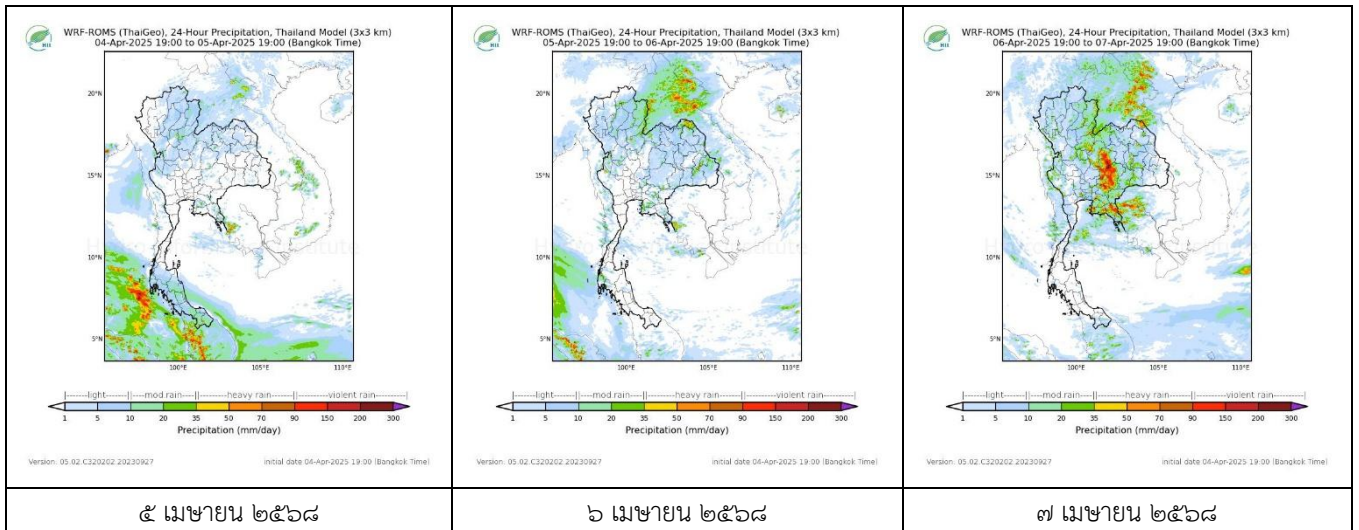 HII
WRF-ROMS (ThaiGeo), 24-Hour Precipitation, Thailand Model (3x3 km)
04-Apr-2025 19:00 to 05-Apr-2025 19:00 (Bangkok Time)
20°N
15°N
10°N
5°N
100°E 105°E 110°E
light mod rain heavy rain violent rain
1 5 10 20 35 50 70 90 150 200 300
Precipitation (mm/day)
Version: 05.02.C320202.20230927 initial date 04-Apr-2025 19:00 (Bangkok Time)
๕ เมษายน ๒๕๖๘
HII
WRF-ROMS (ThaiGeo), 24-Hour Precipitation, Thailand Model (3x3 km)
05-Apr-2025 19:00 to 06-Apr-2025 19:00 (Bangkok Time)
20°N
15°N
10°N
5°N
100°E 105°E 110°E
light mod rain heavy rain violent rain
1 5 10 20 35 50 70 90 150 200 300
Precipitation (mm/day)
Version: 05.02.C320202.20230927 initial date 04-Apr-2025 19:00 (Bangkok Time)
๖ เมษายน ๒๕๖๘
HII
WRF-ROMS (ThaiGeo), 24-Hour Precipitation, Thailand Model (3x3 km)
06-Apr-2025 19:00 to 07-Apr-2025 19:00 (Bangkok Time)
20°N
15°N
10°N
5°N
100°E 105°E 110°E
light mod rain heavy rain violent rain
1 5 10 20 35 50 70 90 150 200 300
Precipitation (mm/day)
Version: 05.02.C320202.20230927 initial date 04-Apr-2025 19:00 (Bangkok Time)
๗ เมษายน ๒๕๖๘